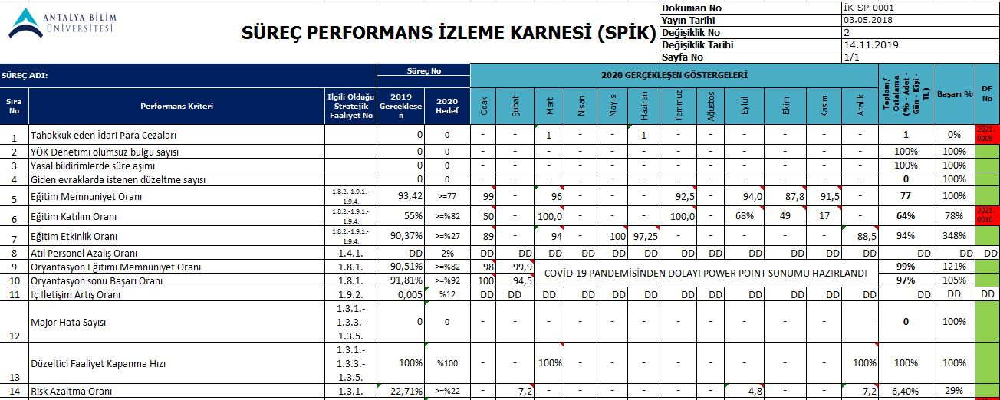 ANTALYA BİLİM
ÜNİVERSİTESİ
SÜREÇ PERFORMANS İZLEME KARNESİ (SPİK)
Doküman No İK-SP-0001
Yayın Tarihi 03.05.2018
Değişiklik No 2
Değişiklik Tarihi 14.11.2019
Sayfa No 1/1
SÜREÇ ADI: Süreç No 2020 GERÇEKLEŞEN GÖSTERGELERİ
Sıra No Performans Kriteri İlgili Olduğu Stratejik Faaliyet No 2019 Gerçekleşen 2020 Hedef Ocak Şubat Mart Nisan Mayıs Haziran Temmuz Ağustos Eylül Ekim Kasım Aralık Toplam/ Ortalama (% - Adet - Gün - Kişi - TL) Başarı % DF No
1 Tahakkuk eden İdari Para Cezaları 0 0 - - 1 - - 1 - - - - - - 1 0% 2021-0009
2 YÖK Denetimi olumsuz bulgu sayısı 0 0 - - - - - - - - - - - - 100% 100%
3 Yasal bildirimlerde süre aşımı 0 0 - - - - - - - - - - - - 100% 100%
4 Giden evraklarda istenen düzeltme sayısı 0 0 - - - - - - - - - - - - 0 100%
5 Eğitim Memnuniyet Oranı 1.8.2.-1.9.1.-1.9.4. 93,42 >=77 99 - 96 - - - 92,5 - 94,0 87,8 91,5 - 77 100%
6 Eğitim Katılım Oranı 1.8.2.-1.9.1.-1.9.4. 55% >=%82 50 - 100,0 - - - 100,0 - 68% 49 17 - 64% 78% 2021-0010
7 Eğitim Etkinlik Oranı 1.8.2.-1.9.1.-1.9.4. 90,37% >=%27 89 - 94 - 100 97,25 - - - - - 88,5 94% 348%
8 Atıl Personel Azalış Oranı 1.4.1. DD 2% DD DD DD DD DD DD DD DD DD DD DD DD DD DD DD
9 Oryantasyon Eğitimi Memnuniyet Oranı 1.8.1. 90,51% >=%82 98 99,9 99% 121%
COVİD-19 PANDEMİSİNDEN DOLAYI POWER POINT SUNUMU HAZIRLANDI
10 Oryantasyon sonu Başarı Oranı 1.8.1. 91,81% >=%92 100 94,5 97% 105%
11 İç İletişim Artış Oranı 1.9.2. 0,005 %12 DD DD DD DD DD DD DD DD DD DD DD DD DD DD DD
12 Major Hata Sayısı 1.3.1.-1.3.3.-1.3.5. 0 0 - - - - - - - - - - - - 0 100%
13 Düzeltici Faaliyet Kapanma Hızı 1.3.1.-1.3.3.-1.3.5. 100% %100 - - 100% - - - - - - - - 100% 100% 100%
14 Risk Azaltma Oranı 1.3.1. 22,71% >=%22 - 7,2 - - - - - - 4,8 - - 7,2 6,40% 29%